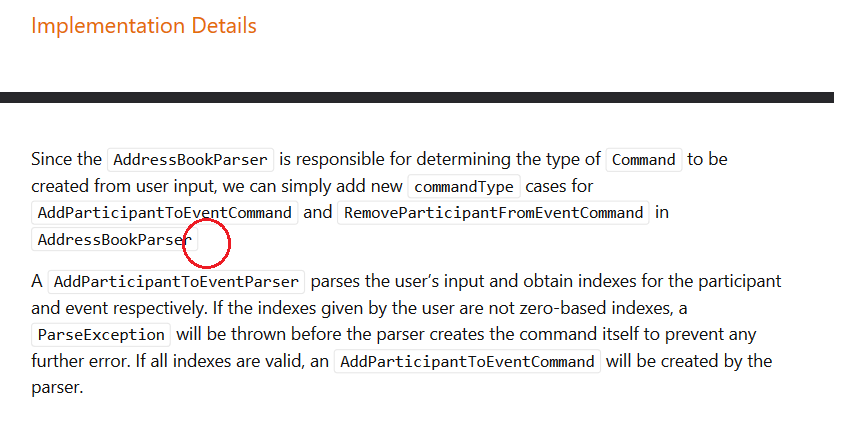 Implementation Details
Since the AddressBookParser is responsible for determining the type of Command to be
created from user input, we can simply add new commandType cases for
AddParticipantToEventCommand and RemoveParticipantFromEventCommand in
AddressBookParser
A AddParticipantToEventParser parses the user's input and obtain indexes for the participant
and event respectively. If the indexes given by the user are not zero-based indexes, a
ParseException will be thrown before the parser creates the command itself to prevent any
further error. If all indexes are valid, an AddParticipantToEventCommand will be created by the
parser.